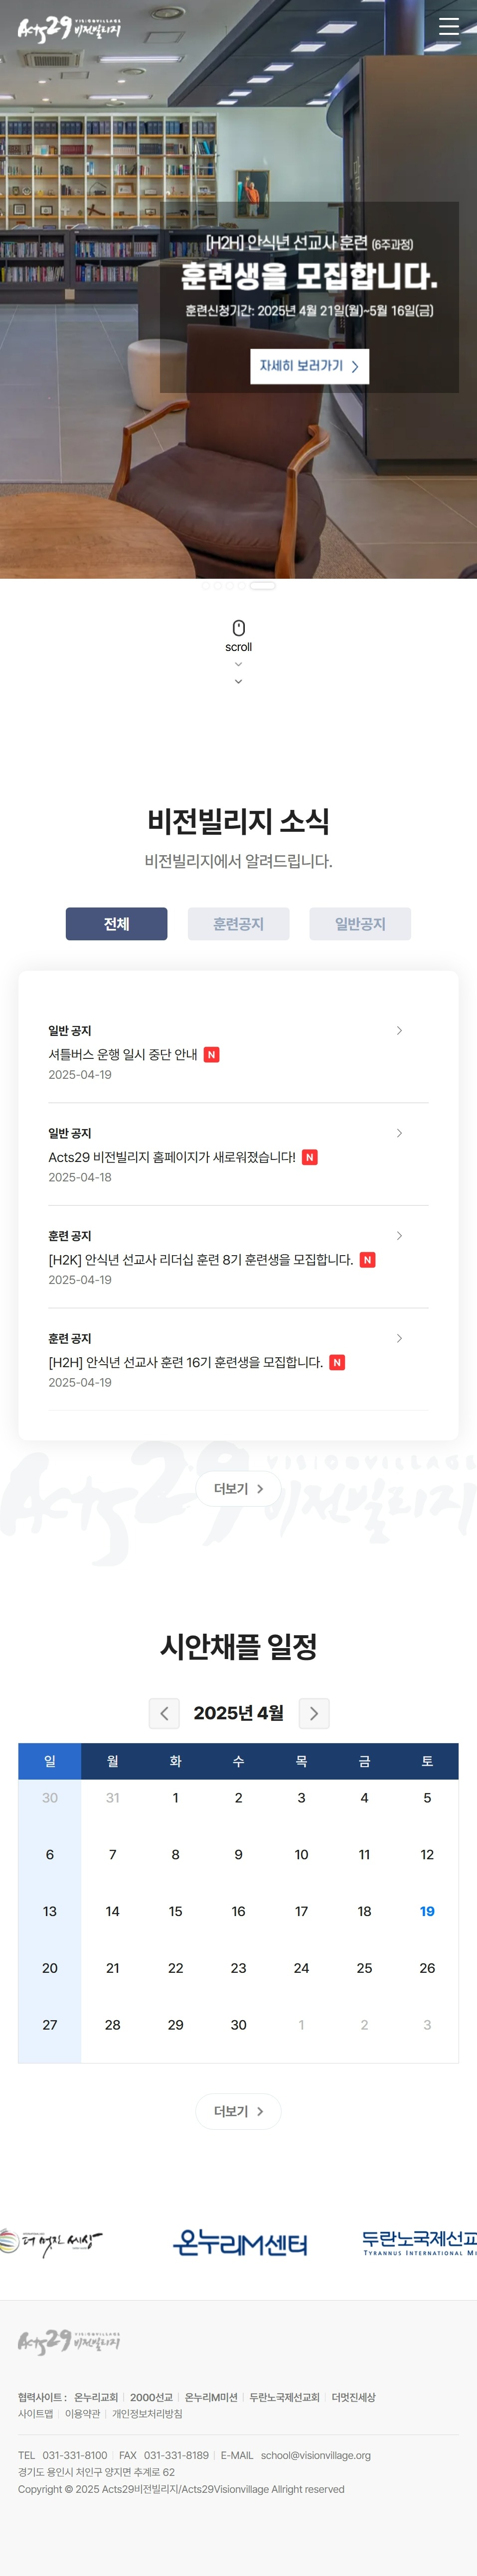 Acts29 VISIONVILLAGE
비전빌리지
[H2H] 안식년 선교사 훈련 (6주과정)
훈련생을 모집합니다.
훈련신청기간: 2025년 4월 21일(월)~5월 16일(금)
자세히 보러가기
scroll
비전빌리지 소식
비전빌리지에서 알려드립니다.
전체 훈련공지 일반공지
일반 공지
셔틀버스 운행 일시 중단 안내 N
2025-04-19
일반 공지
Acts29 비전빌리지 홈페이지가 새로워졌습니다! N
2025-04-18
훈련 공지
[H2K] 안식년 선교사 리더십 훈련 8기 훈련생을 모집합니다. N
2025-04-19
훈련 공지
[H2H] 안식년 선교사 훈련 16기 훈련생을 모집합니다. N
2025-04-19
Acts29 VISIONVILLAGE
비전빌리지
더보기
시안채플 일정
2025년 4월
일 월 화 수 목 금 토
30 31 1 2 3 4 5
6 7 8 9 10 11 12
13 14 15 16 17 18 19
20 21 22 23 24 25 26
27 28 29 30 1 2 3
더보기
더 멋진 세상 온누리M센터 두란노국제선교
TYRANNUS INTERNATIONAL M
Acts29 VISIONVILLAGE
비전빌리지
협력사이트 : 온누리교회 2000선교 온누리M미션 두란노국제선교회 더멋진세상
사이트맵 이용약관 개인정보처리방침
TEL 031-331-8100 FAX 031-331-8189 E-MAIL school@visionvillage.org
경기도 용인시 처인구 양지면 추계로 62
Copyright © 2025 Acts29비전빌리지/Acts29Visionvillage Allright reserved